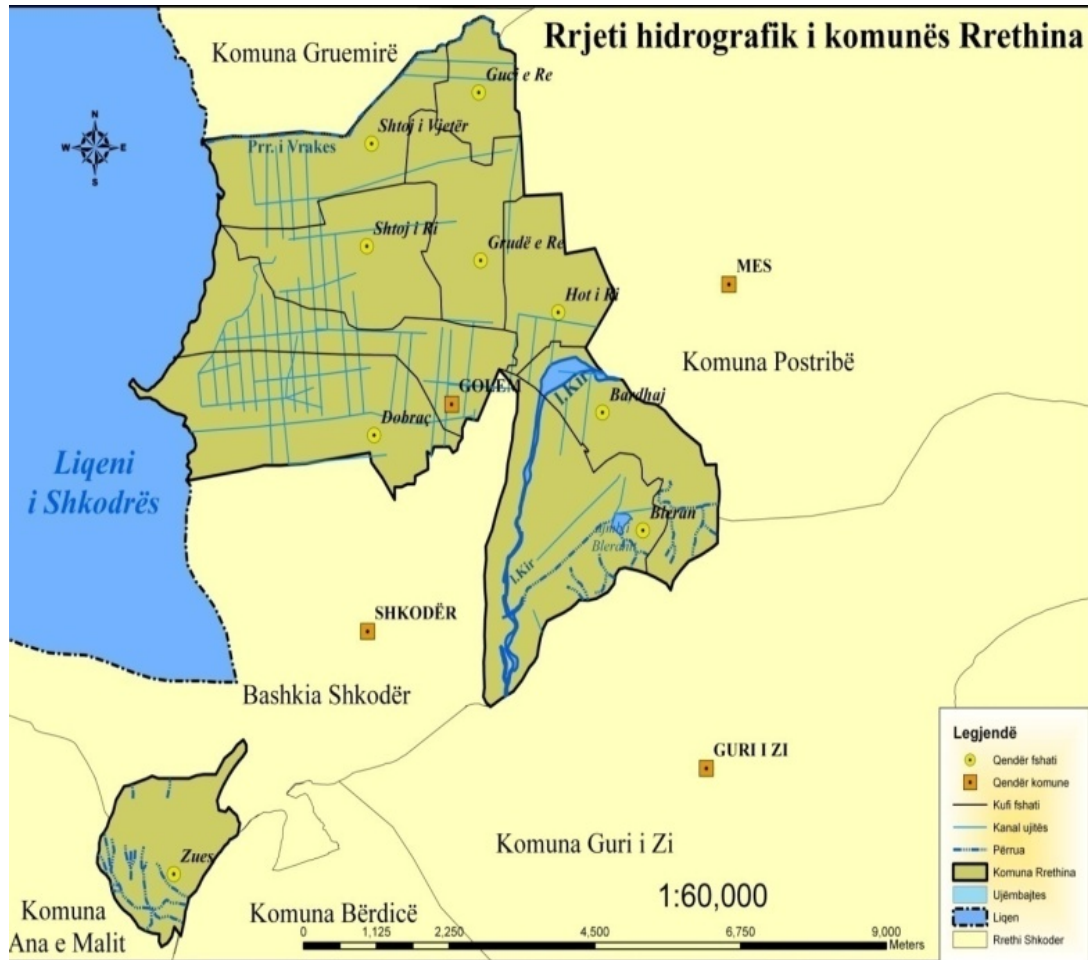 Rrjeti hidrografik i komunës Rrethina
Komuna Gruemirë
Guci e Re
N
Shtoj i Vjetër
Prr. i Vrakes
W E
S
Shtoj i Ri
Grudë e Re
MES
Hot i Ri
Komuna Postribë
GOLEM
l.Kir
Bardhaj
Dobraç
Liqeni
i Shkodrës
Bleran
Blerani
l.Kir
SHKODËR
Bashkia Shkodër
GURI I ZI
Komuna Guri i Zi
Zues
Komuna
Ana e Malit
Komuna Bërdicë
1:60,000
0 1,125 2,250 4,500 6,750 9,000
Meters
Legjendë
Qendër fshati
Qendër komune
Kufi fshati
Kanal ujitës
Përrua
Komuna Rrethina
Ujëmbajtes
Liqen
Rrethi Shkoder